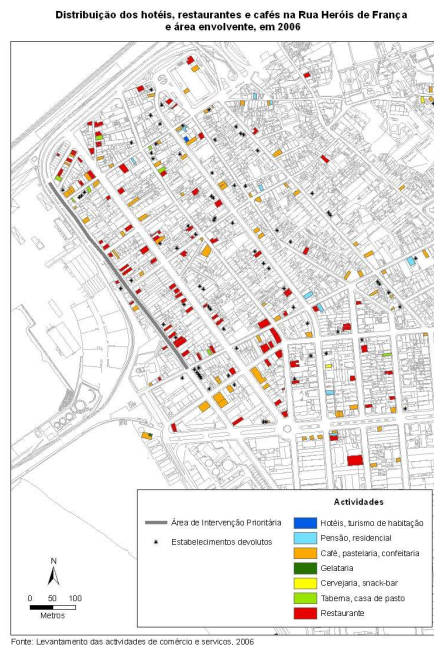 Distribuição dos hotéis, restaurantes e cafés na Rua Heróis de França
e área envolvente, em 2006
Actividades
Área de Intervenção Prioritária
Estabelecimentos devolutos
Hotéis, turismo de habitação
Pensão, residencial
Café, pastelaria, confeitaria
Gelataria
Cervejaria, snack-bar
Taberna, casa de pasto
Restaurante
N
0 50 100
Metros
Fonte: Levantamento das actividades de comércio e serviços, 2006